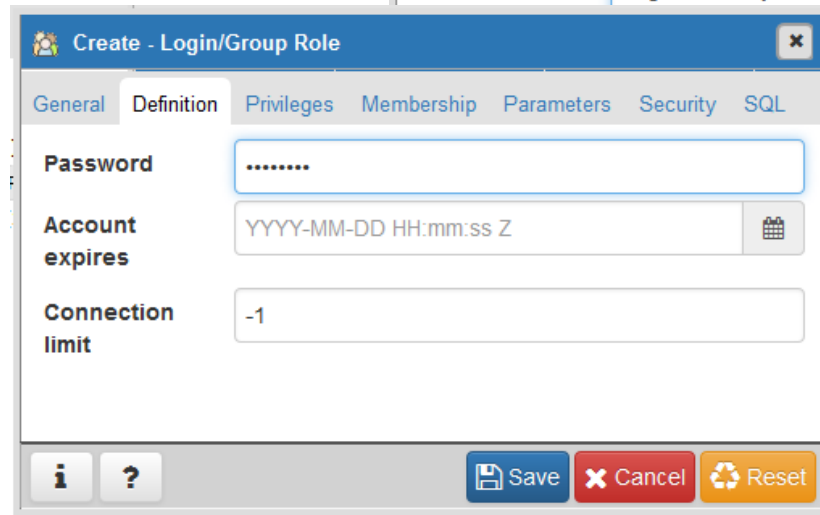 Create - Login/Group Role
General Definition Privileges Membership Parameters Security SQL
Password ••••••••
Account expires YYYY-MM-DD HH:mm:ss Z
Connection limit -1
i ? Save Cancel Reset